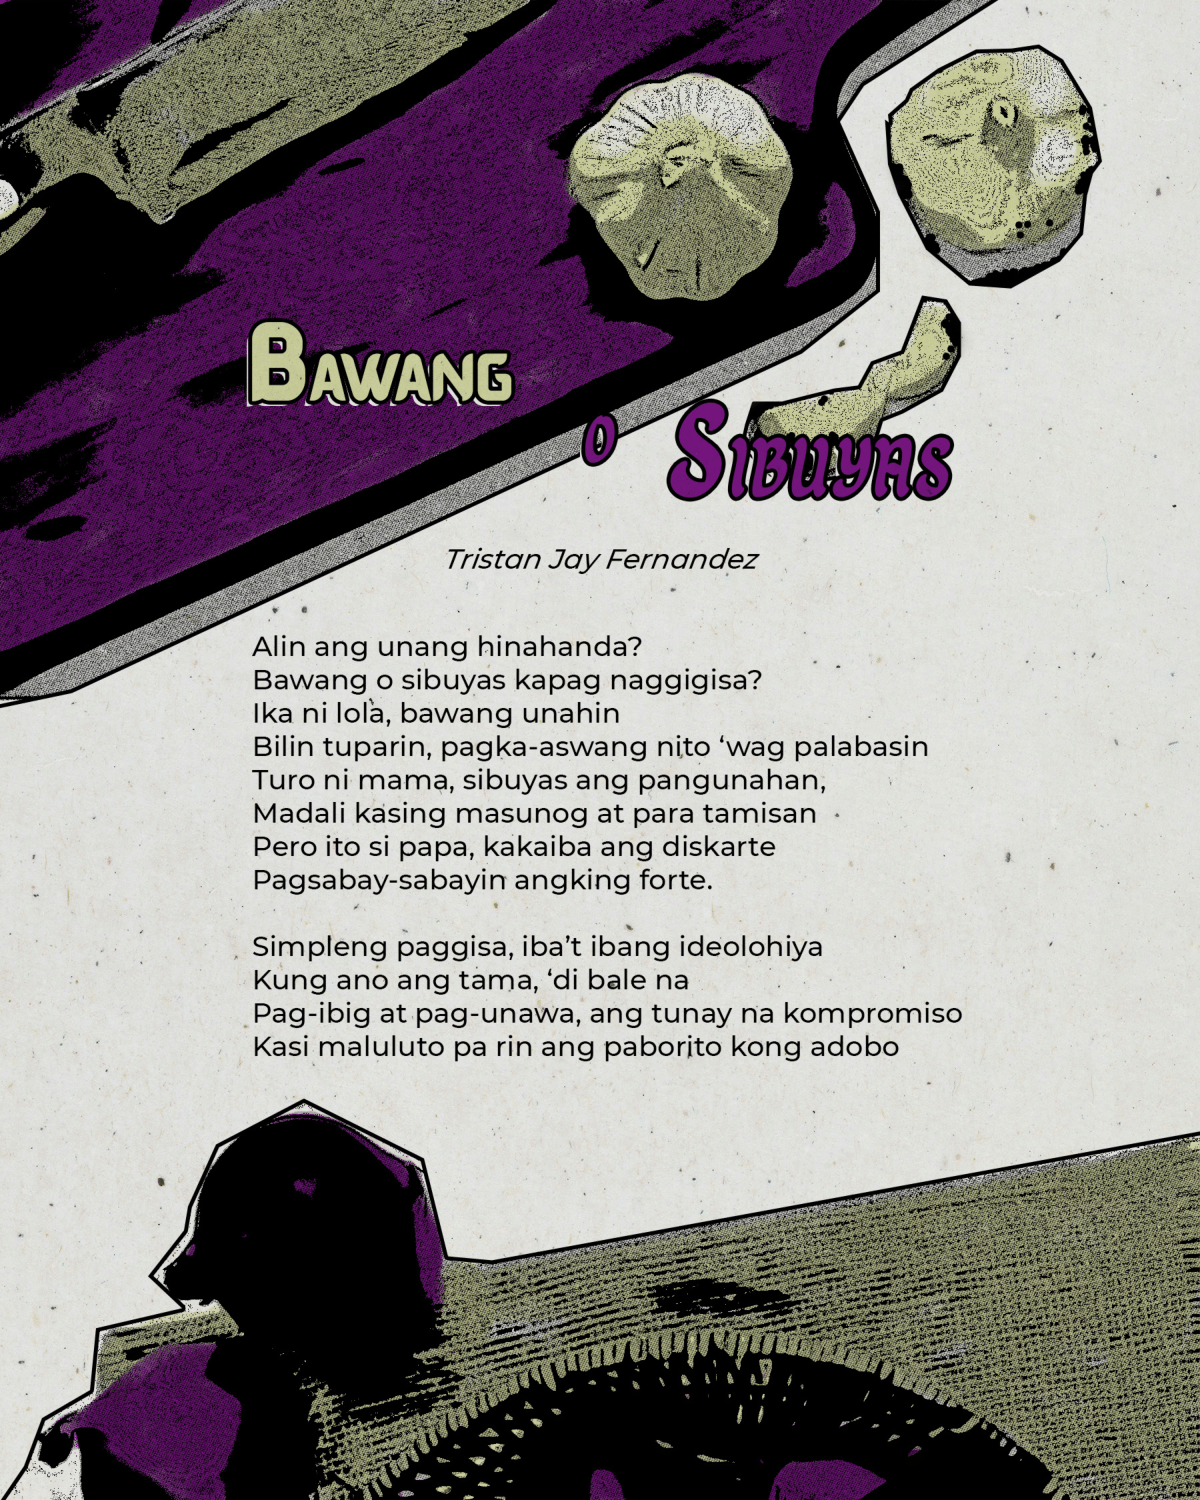 BAWANG
O SIBUYAS
Tristan Jay Fernandez
Alin ang unang hinahanda?
Bawang o sibuyas kapag naggigisa?
Ika ni lola, bawang unahin
Bilin tuparin, pagka-aswang nito ‘wag palabasin
Turo ni mama, sibuyas ang pangunahan,
Madali kasing masunog at para tamisan
Pero ito si papa, kakaiba ang diskarte
Pagsabay-sabayin angking forte.
Simpleng paggisa, iba’t ibang ideolohiya
Kung ano ang tama, ‘di bale na
Pag-ibig at pag-unawa, ang tunay na kompromiso
Kasi maluluto pa rin ang paborito kong adobo